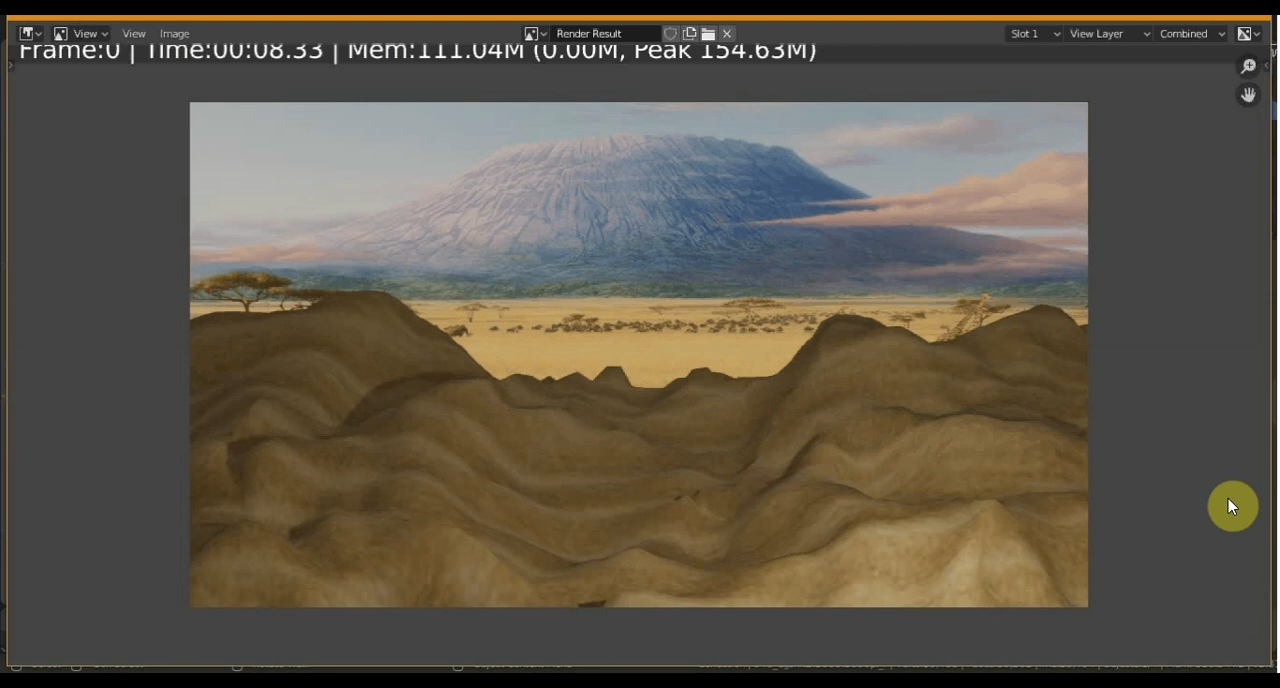 View View Image Render Result Slot 1 View Layer Combined
Frame:0 | Time:00:08.33 | Mem:111.04M (0.00M, Peak 154.63M)